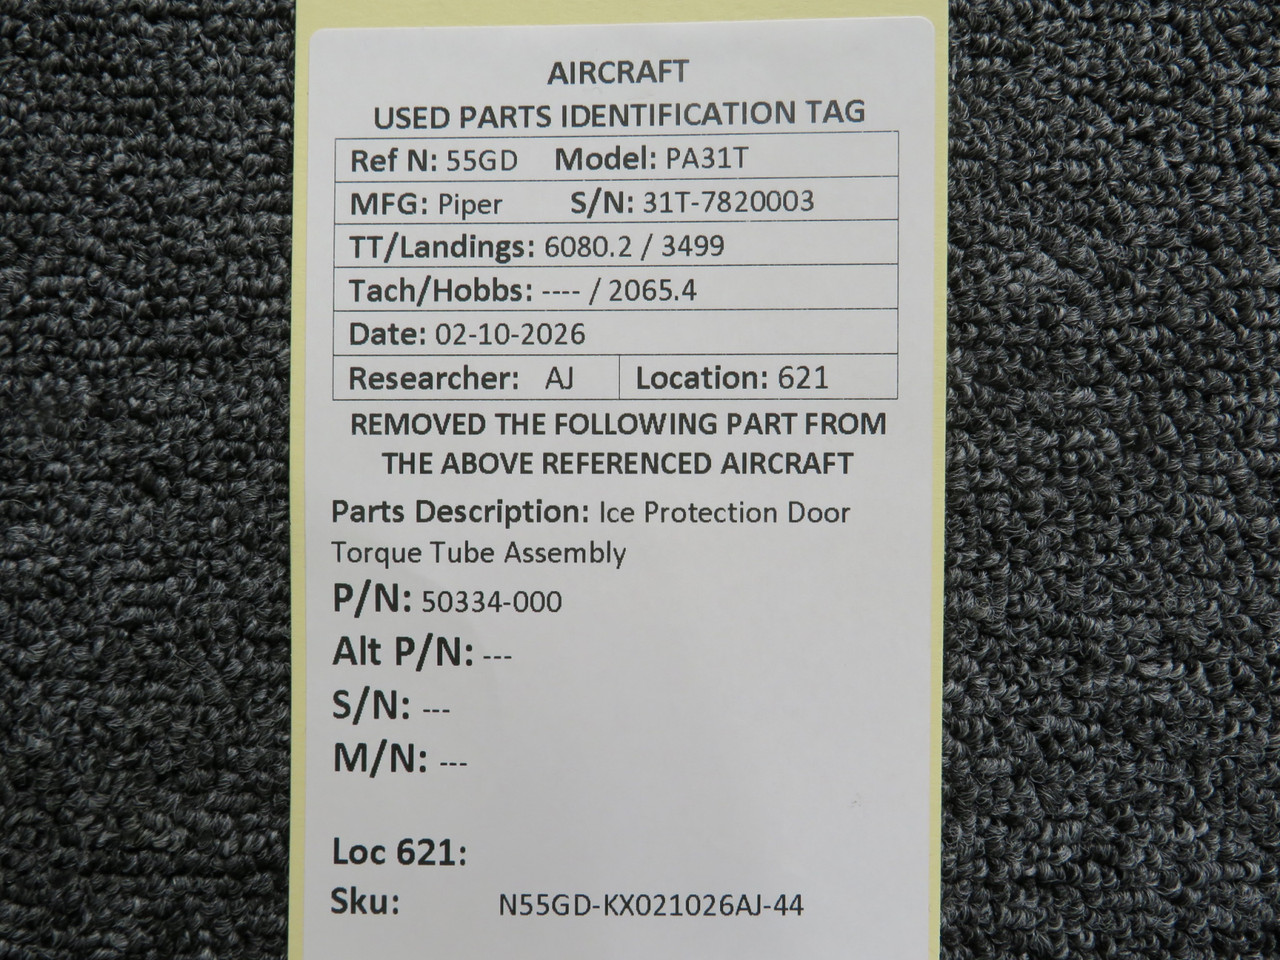 AIRCRAFT
USED PARTS IDENTIFICATION TAG
Ref N: 55GD Model: PA31T
MFG: Piper S/N: 31T-7820003
TT/Landings: 6080.2 / 3499
Tach/Hobbs: ---- / 2065.4
Date: 02-10-2026
Researcher: AJ Location: 621
REMOVED THE FOLLOWING PART FROM
THE ABOVE REFERENCED AIRCRAFT
Parts Description: Ice Protection Door
Torque Tube Assembly
P/N: 50334-000
Alt P/N: ---
S/N: ---
M/N: ---
Loc 621:
Sku: N55GD-KX021026AJ-44